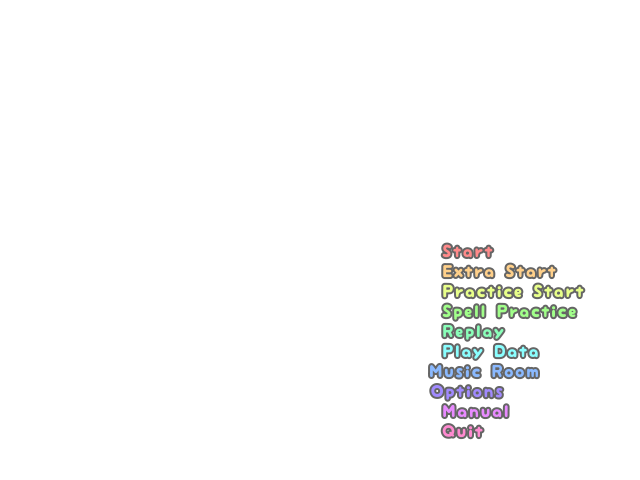 Start
Extra Start
Practice Start
Spell Practice
Replay
Play Data
Music Room
Options
Manual
Quit